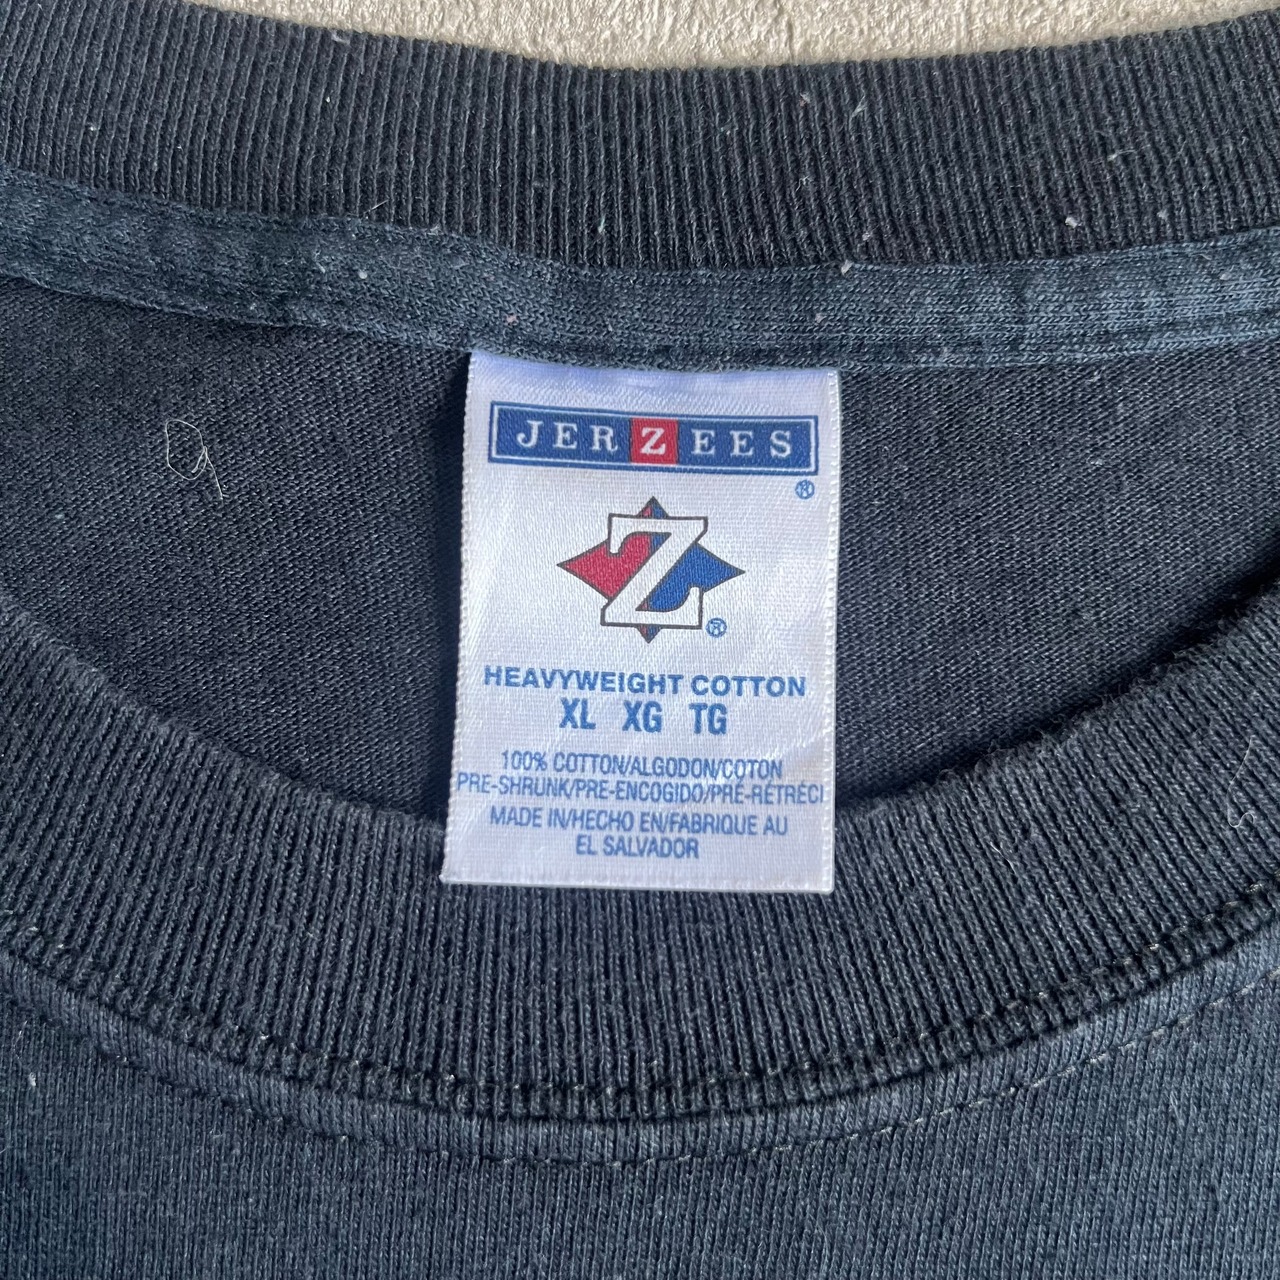 JERZEES
®
Z
®
HEAVYWEIGHT COTTON
XL XG TG
100% COTTON/ALGODON/COTON
PRE-SHRUNK/PRE-ENCOGIDO/PRÉ-RÉTRÉCI
MADE IN/HECHO EN/FABRIQUE AU
EL SALVADOR